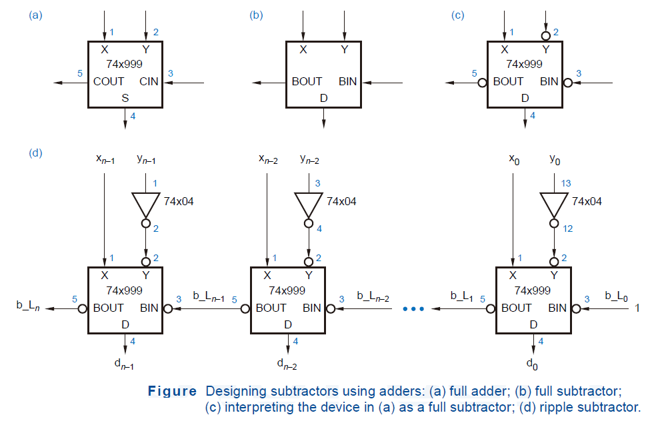 (a)
1 2
X Y
74x999
5 COUT CIN 3
S
4
(b)
X Y
BOUT BIN
D
(c)
1 2
X Y
74x999
5 BOUT BIN 3
D
4
(d)
xn–1 yn–1
1
74x04
2
1 2
X Y
74x999
b_Ln 5 BOUT BIN 3 b_Ln–1
D
4
dn–1
xn–2 yn–2
3
74x04
4
1 2
X Y
74x999
5 BOUT BIN 3 b_Ln–2
D
4
dn–2
•••
x0 y0
13
74x04
12
1 2
X Y
74x999
b_L1 5 BOUT BIN 3 b_L0 1
D
4
d0
Figure Designing subtractors using adders: (a) full adder; (b) full subtractor;
(c) interpreting the device in (a) as a full subtractor; (d) ripple subtractor.